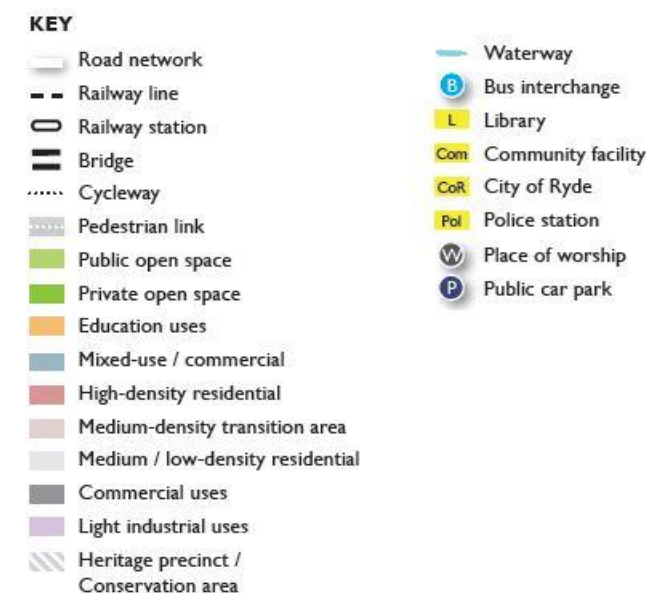 KEY
Road network
Railway line
Railway station
Bridge
Cycleway
Pedestrian link
Public open space
Private open space
Education uses
Mixed-use / commercial
High-density residential
Medium-density transition area
Medium / low-density residential
Commercial uses
Light industrial uses
Heritage precinct /
Conservation area
Waterway
B Bus interchange
L Library
Com Community facility
CoR City of Ryde
Pol Police station
W Place of worship
P Public car park